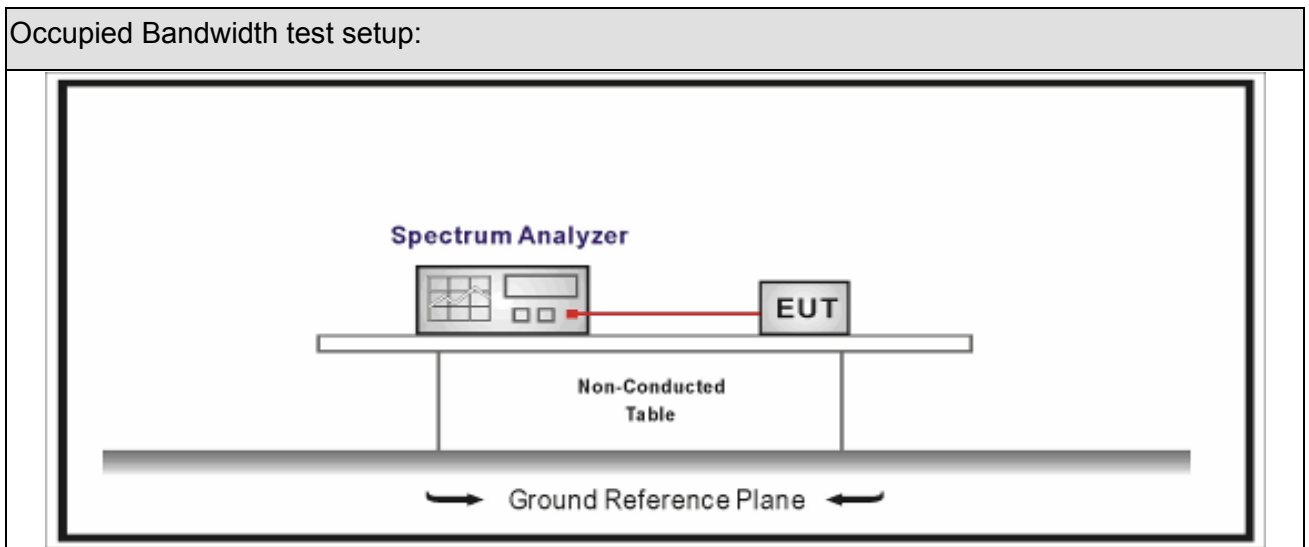 Occupied Bandwidth test setup:
Spectrum Analyzer
EUT
Non-Conducted
Table
Ground Reference Plane